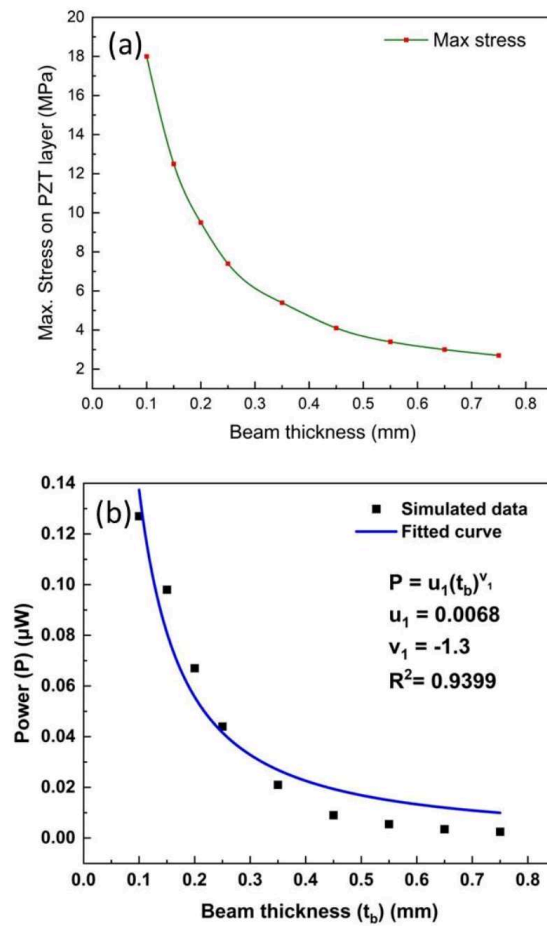 (a)
Max stress
Max. Stress on PZT layer (MPa)
20
18
16
14
12
10
8
6
4
2
0.0 0.1 0.2 0.3 0.4 0.5 0.6 0.7 0.8
Beam thickness (mm)
(b)
Simulated data
Fitted curve
P = u₁(t_b)^v₁
u₁ = 0.0068
v₁ = -1.3
R²= 0.9399
Power (P) (μW)
0.14
0.12
0.10
0.08
0.06
0.04
0.02
0.00
0.0 0.1 0.2 0.3 0.4 0.5 0.6 0.7 0.8
Beam thickness (t_b) (mm)